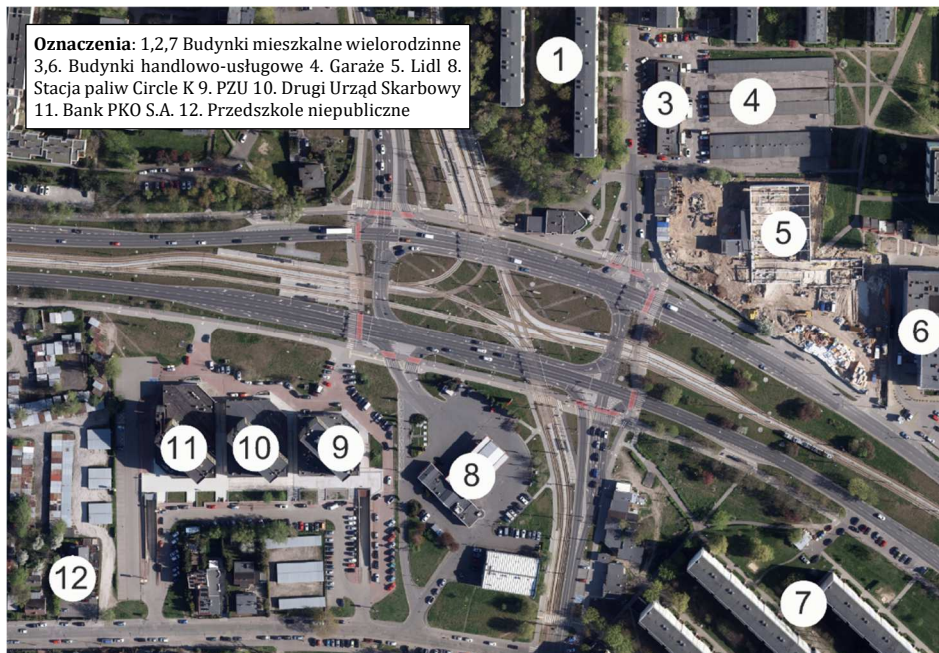 Oznaczenia: 1,2,7 Budynki mieszkalne wielorodzinne
3,6. Budynki handlowo-usługowe 4. Garaże 5. Lidl 8.
Stacja paliw Circle K 9. PZU 10. Drugi Urząd Skarbowy
11. Bank PKO S.A. 12. Przedszkole niepubliczne
1
3
4
5
6
11
10
9
8
12
7